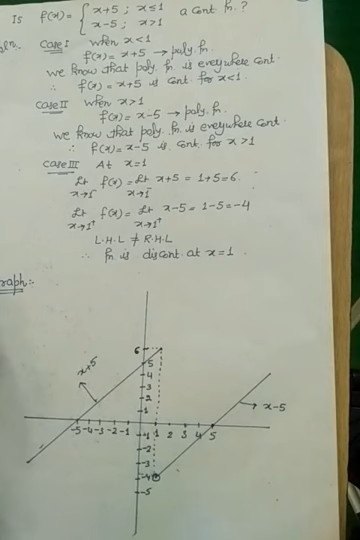 Is f(x) = { x+5 ; x≤1 a cont. fn. ?
x-5 ; x>1
Soln. Case I when x<1
f(x) = x+5 → poly. fn.
we know that poly. fn is everywhere cont.
∴ f(x) = x+5 is cont. for x<1.
Case II when x>1
f(x) = x-5 → poly. fn.
we know that poly. fn is everywhere cont.
∴ f(x) = x-5 is cont. for x>1
Case III At x=1
Lt x→1⁻ f(x) = Lt x→1⁻ x+5 = 1+5 = 6.
Lt x→1⁺ f(x) = Lt x→1⁺ x-5 = 1-5 = -4
L.H.L ≠ R.H.L
∴ fn is discont. at x=1.
raph:-
6
5
4
3
2
1
x+5
x-5
-5 -4 -3 -2 -1 1 2 3 4 5
-1
-2
-3
-4
-5